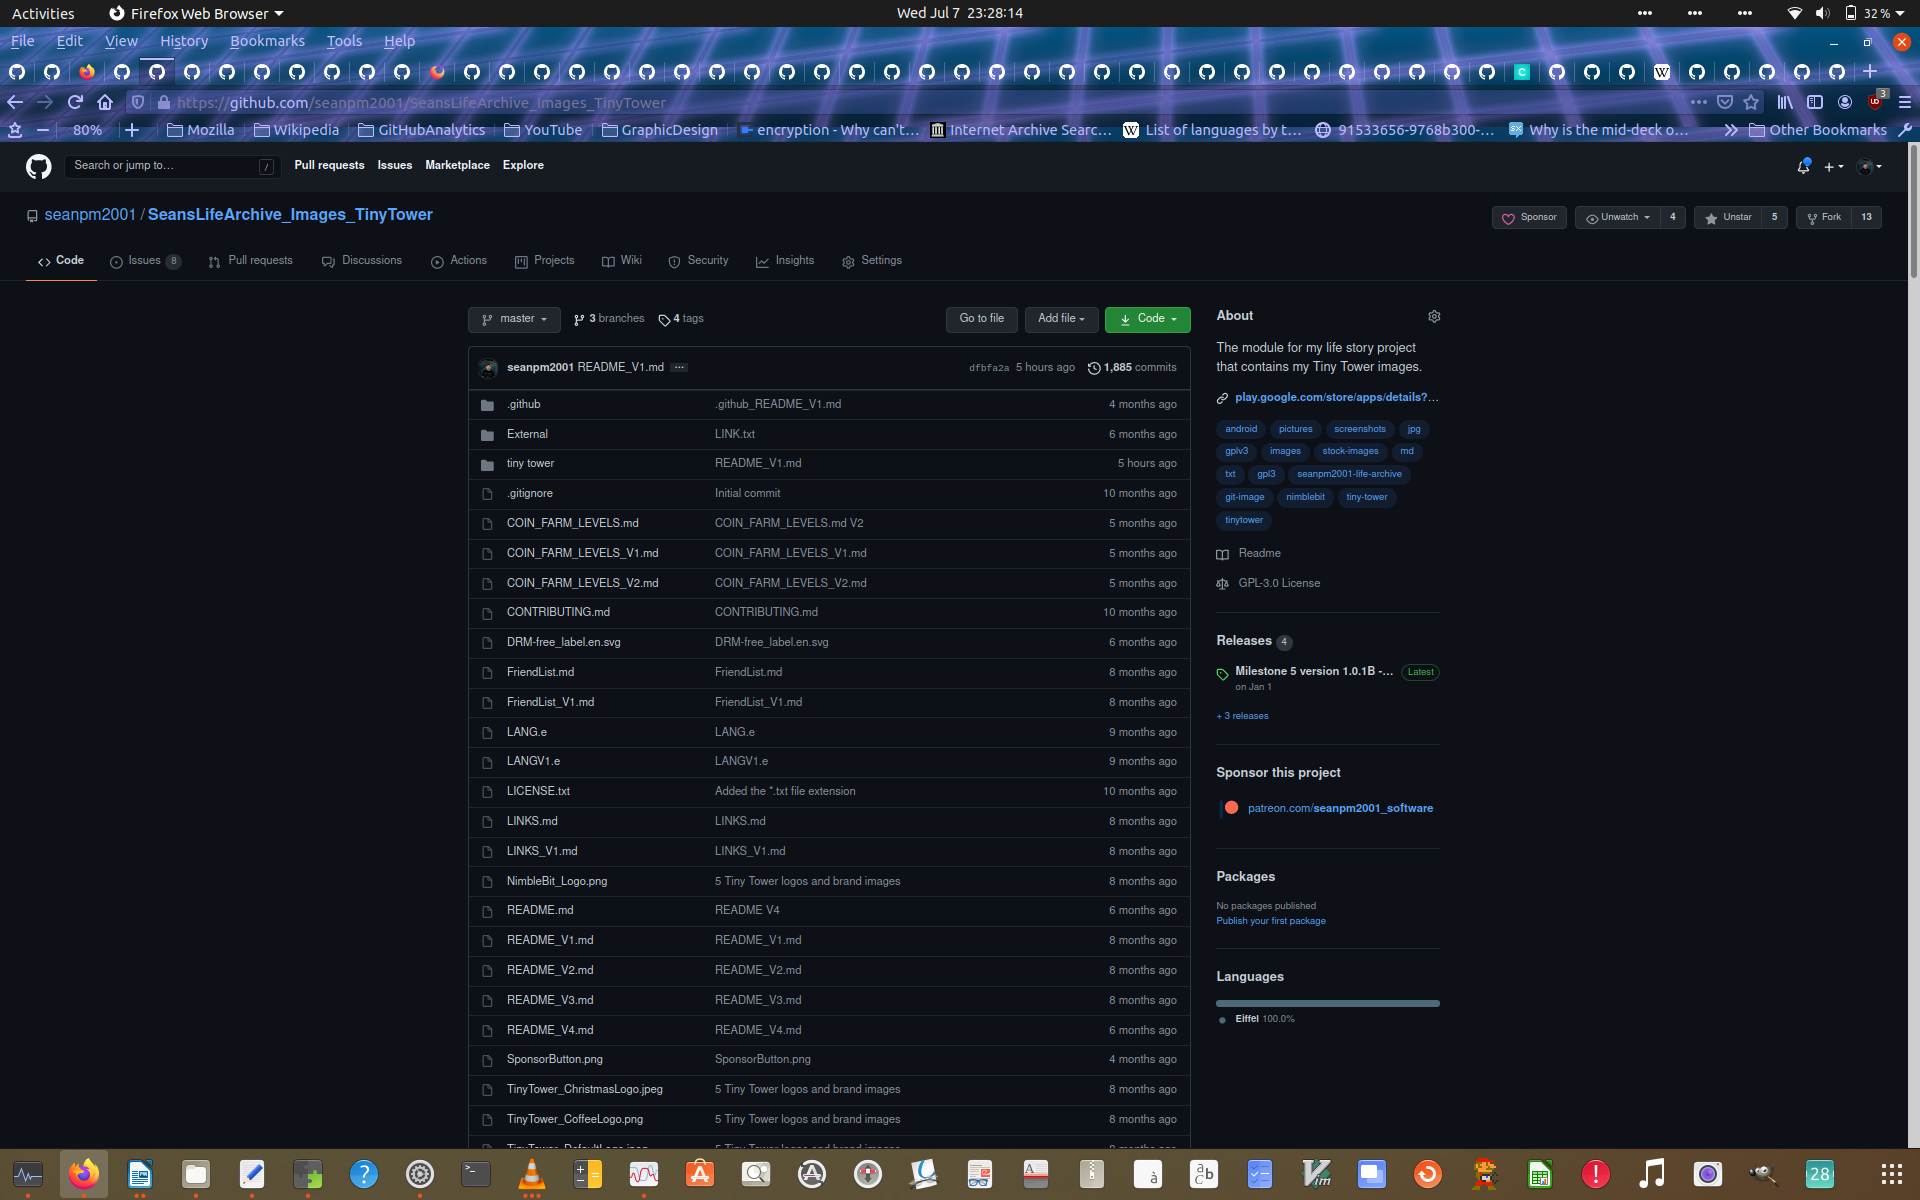 Activities Firefox Web Browser Wed Jul 7 23:28:14 32 %
File Edit View History Bookmarks Tools Help
https://github.com/seanpm2001/SeansLifeArchive_Images_TinyTower 3
80% Mozilla Wikipedia GitHubAnalytics YouTube GraphicDesign encryption - Why can't... Internet Archive Searc... List of languages by t... 91533656-9768b300-... Why is the mid-deck o... Other Bookmarks
Search or jump to... / Pull requests Issues Marketplace Explore
seanpm2001 / SeansLifeArchive_Images_TinyTower Sponsor Unwatch 4 Unstar 5 Fork 13
Code Issues 8 Pull requests Discussions Actions Projects Wiki Security Insights Settings
master 3 branches 4 tags Go to file Add file Code
seanpm2001 README_V1.md ... dfbfa2a 5 hours ago 1,885 commits
.github .github_README_V1.md 4 months ago
External LINK.txt 6 months ago
tiny tower README_V1.md 5 hours ago
.gitignore Initial commit 10 months ago
COIN_FARM_LEVELS.md COIN_FARM_LEVELS.md V2 5 months ago
COIN_FARM_LEVELS_V1.md COIN_FARM_LEVELS_V1.md 5 months ago
COIN_FARM_LEVELS_V2.md COIN_FARM_LEVELS_V2.md 5 months ago
CONTRIBUTING.md CONTRIBUTING.md 10 months ago
DRM-free_label.en.svg DRM-free_label.en.svg 6 months ago
FriendList.md FriendList.md 8 months ago
FriendList_V1.md FriendList_V1.md 8 months ago
LANG.e LANG.e 9 months ago
LANGV1.e LANGV1.e 9 months ago
LICENSE.txt Added the *.txt file extension 10 months ago
LINKS.md LINKS.md 8 months ago
LINKS_V1.md LINKS_V1.md 8 months ago
NimbleBit_Logo.png 5 Tiny Tower logos and brand images 8 months ago
README.md README V4 6 months ago
README_V1.md README_V1.md 8 months ago
README_V2.md README_V2.md 8 months ago
README_V3.md README_V3.md 8 months ago
README_V4.md README_V4.md 6 months ago
SponsorButton.png SponsorButton.png 4 months ago
TinyTower_ChristmasLogo.jpeg 5 Tiny Tower logos and brand images 8 months ago
TinyTower_CoffeeLogo.png 5 Tiny Tower logos and brand images 8 months ago
About
The module for my life story project
that contains my Tiny Tower images.
play.google.com/store/apps/details?...
android pictures screenshots jpg
gplv3 images stock-images md
txt gpl3 seanpm2001-life-archive
git-image nimblebit tiny-tower
tinytower
Readme
GPL-3.0 License
Releases 4
Milestone 5 version 1.0.1B -... Latest
on Jan 1
+ 3 releases
Sponsor this project
patreon.com/seanpm2001_software
Packages
No packages published
Publish your first package
Languages
Eiffel 100.0%
28